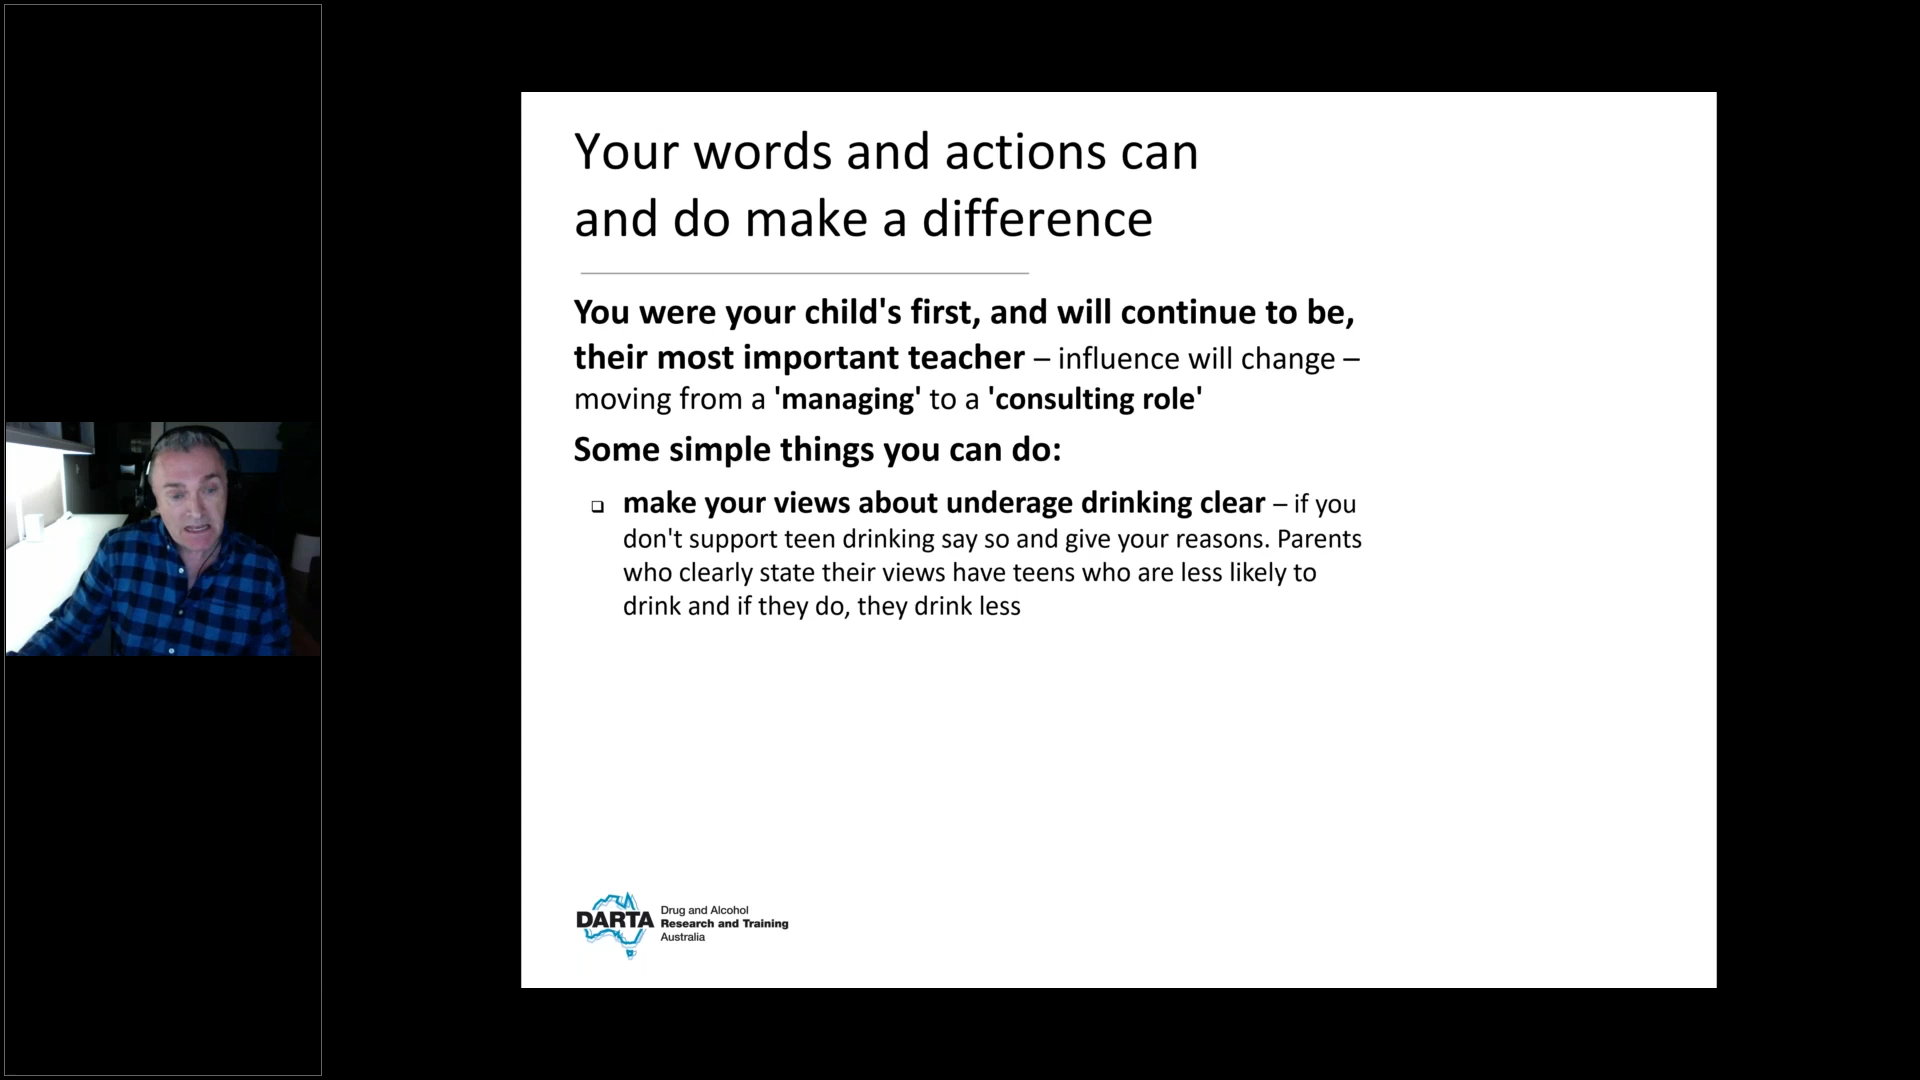 Your words and actions can
and do make a difference
You were your child's first, and will continue to be,
their most important teacher – influence will change –
moving from a 'managing' to a 'consulting role'
Some simple things you can do:
make your views about underage drinking clear – if you
don't support teen drinking say so and give your reasons. Parents
who clearly state their views have teens who are less likely to
drink and if they do, they drink less
DARTA
Drug and Alcohol
Research and Training
Australia